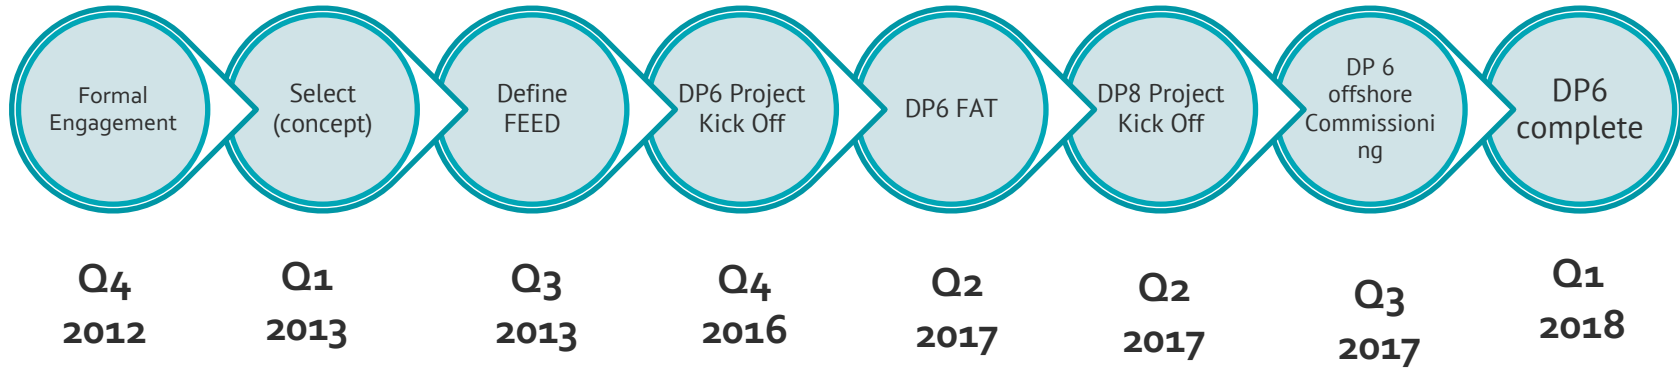 Formal
Engagement
Select
(concept)
Define
FEED
DP6 Project
Kick Off
DP6 FAT
DP8 Project
Kick Off
DP 6
offshore
Commissioni
ng
DP6
complete
Q4
2012
Q1
2013
Q3
2013
Q4
2016
Q2
2017
Q2
2017
Q3
2017
Q1
2018